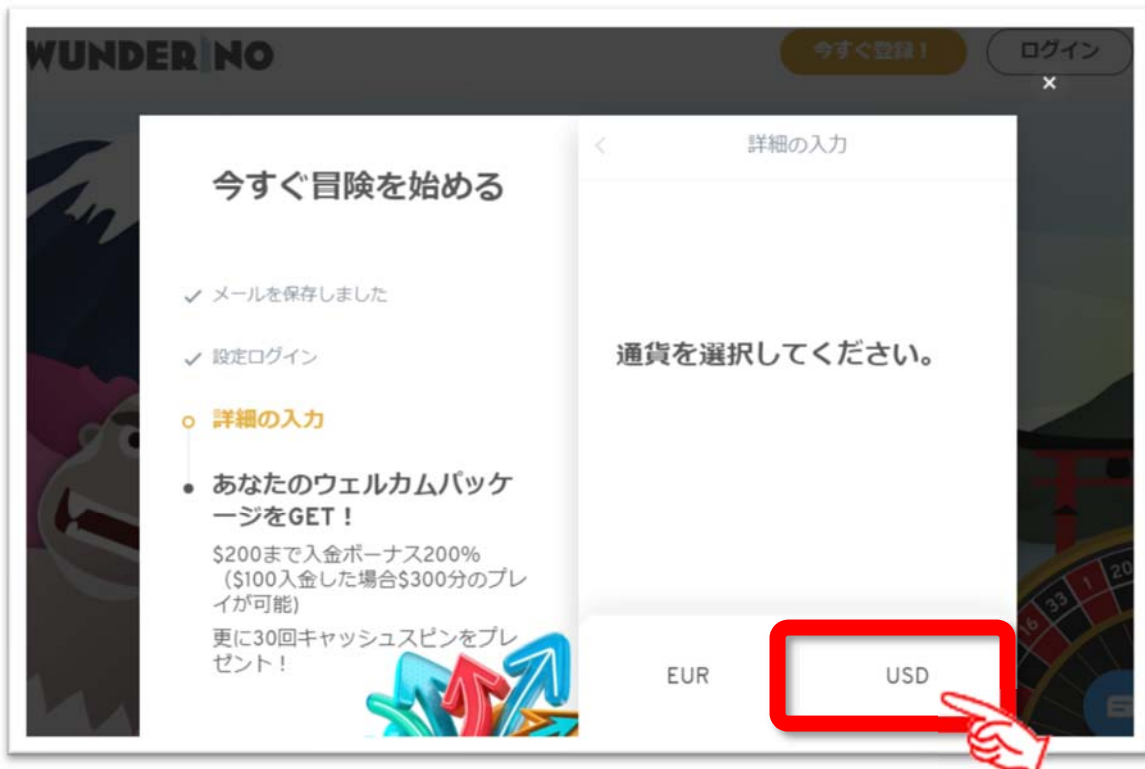 WUNDERINO
今すぐ登録！
ログイン
×
今すぐ冒険を始める
メールを保存しました
設定ログイン
詳細の入力
あなたのウェルカムパッケ
ージをGET！
$200まで入金ボーナス200%
（$100入金した場合$300分のプレ
イが可能)
更に30回キャッシュスピンをプレ
ゼント！
詳細の入力
通貨を選択してください。
EUR
USD
16
33
1
20